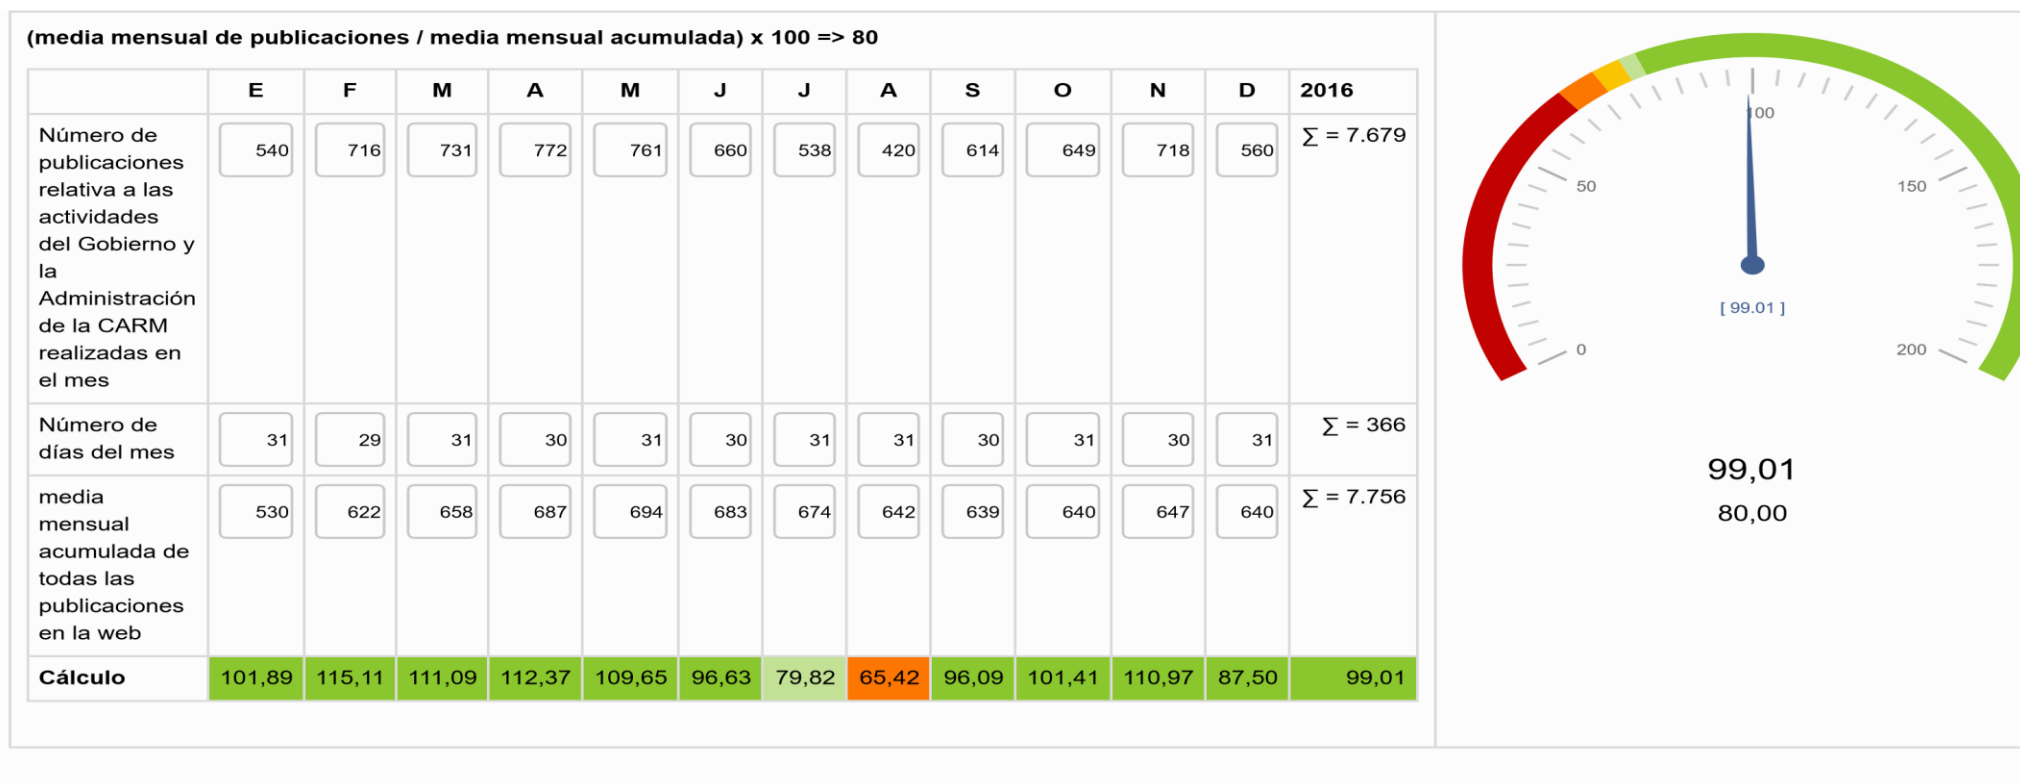 (media mensual de publicaciones / media mensual acumulada) x 100 => 80
E F M A M J J A S O N D 2016
Número de
publicaciones
relativa a las
actividades
del Gobierno y
la
Administración
de la CARM
realizadas en
el mes
540 716 731 772 761 660 538 420 614 649 718 560 ∑ = 7.679
Número de
días del mes
31 29 31 30 31 30 31 31 30 31 30 31 ∑ = 366
media
mensual
acumulada de
todas las
publicaciones
en la web
530 622 658 687 694 683 674 642 639 640 647 640 ∑ = 7.756
Cálculo 101,89 115,11 111,09 112,37 109,65 96,63 79,82 65,42 96,09 101,41 110,97 87,50 99,01
0
50
100
150
200
[ 99.01 ]
99,01
80,00